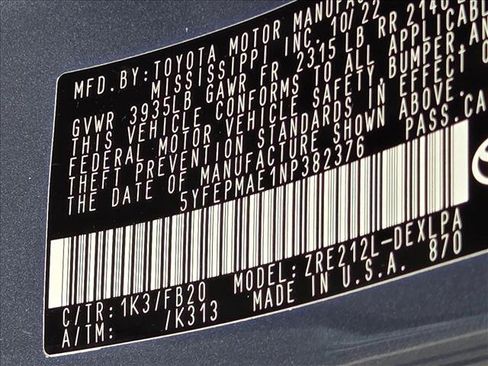 MFD.BY:TOYOTA MOTOR MANUFAC
MISSISSIPPI INC. 10/22
GVWR 3935LB GAWR FR 2315LB RR 2140
THIS VEHICLE CONFORMS TO ALL APPLICABL
FEDERAL MOTOR VEHICLE SAFETY, BUMPER AND
THEFT PREVENTION STANDARDS IN EFFECT O
THE DATE OF MANUFACTURE SHOWN ABOVE.
5YFEPMAE1NP382376 PASS.CA
C/TR: 1K3/FB20 MODEL: ZRE212L-DEXLPA
A/TM: /K313 MADE IN U.S.A. 870